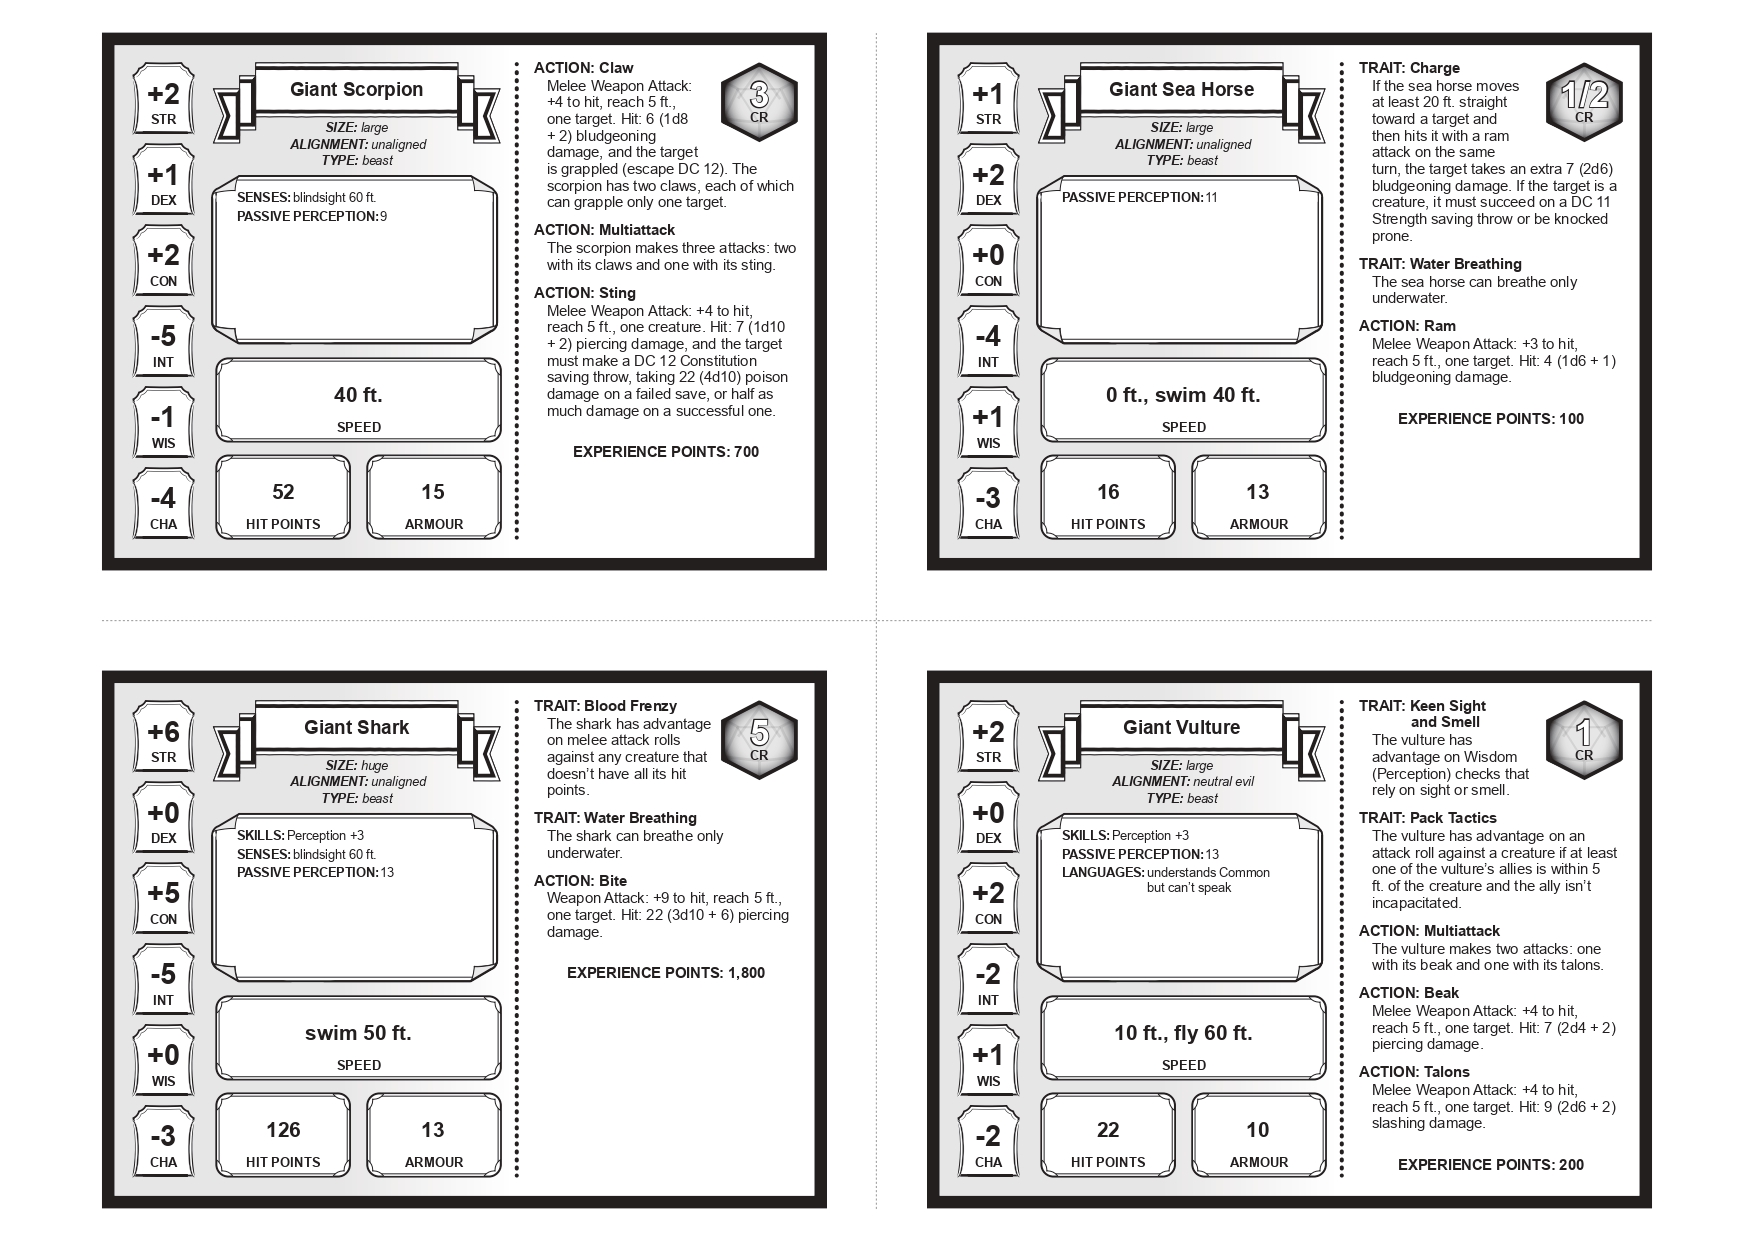 +2
STR
+1
DEX
+2
CON
-5
INT
-1
WIS
-4
CHA
Giant Scorpion
SIZE: large
ALIGNMENT: unaligned
TYPE: beast
SENSES: blindsight 60 ft.
PASSIVE PERCEPTION: 9
40 ft.
SPEED
52
HIT POINTS
15
ARMOUR
ACTION: Claw
Melee Weapon Attack:
+4 to hit, reach 5 ft.,
one target. Hit: 6 (1d8
+ 2) bludgeoning
damage, and the target
is grappled (escape DC 12). The
scorpion has two claws, each of which
can grapple only one target.
3
CR
ACTION: Multiattack
The scorpion makes three attacks: two
with its claws and one with its sting.
ACTION: Sting
Melee Weapon Attack: +4 to hit,
reach 5 ft., one creature. Hit: 7 (1d10
+ 2) piercing damage, and the target
must make a DC 12 Constitution
saving throw, taking 22 (4d10) poison
damage on a failed save, or half as
much damage on a successful one.
EXPERIENCE POINTS: 700
+1
STR
+2
DEX
+0
CON
-4
INT
+1
WIS
-3
CHA
Giant Sea Horse
SIZE: large
ALIGNMENT: unaligned
TYPE: beast
PASSIVE PERCEPTION: 11
0 ft., swim 40 ft.
SPEED
16
HIT POINTS
13
ARMOUR
TRAIT: Charge
If the sea horse moves
at least 20 ft. straight
toward a target and
then hits it with a ram
attack on the same
turn, the target takes an extra 7 (2d6)
bludgeoning damage. If the target is a
creature, it must succeed on a DC 11
Strength saving throw or be knocked
prone.
1/2
CR
TRAIT: Water Breathing
The sea horse can breathe only
underwater.
ACTION: Ram
Melee Weapon Attack: +3 to hit,
reach 5 ft., one target. Hit: 4 (1d6 + 1)
bludgeoning damage.
EXPERIENCE POINTS: 100
+6
STR
+0
DEX
+5
CON
-5
INT
+0
WIS
-3
CHA
Giant Shark
SIZE: huge
ALIGNMENT: unaligned
TYPE: beast
SKILLS: Perception +3
SENSES: blindsight 60 ft.
PASSIVE PERCEPTION: 13
swim 50 ft.
SPEED
126
HIT POINTS
13
ARMOUR
TRAIT: Blood Frenzy
The shark has advantage
on melee attack rolls
against any creature that
doesn’t have all its hit
points.
5
CR
TRAIT: Water Breathing
The shark can breathe only
underwater.
ACTION: Bite
Weapon Attack: +9 to hit, reach 5 ft.,
one target. Hit: 22 (3d10 + 6) piercing
damage.
EXPERIENCE POINTS: 1,800
+2
STR
+0
DEX
+2
CON
-2
INT
+1
WIS
-2
CHA
Giant Vulture
SIZE: large
ALIGNMENT: neutral evil
TYPE: beast
SKILLS: Perception +3
PASSIVE PERCEPTION: 13
LANGUAGES: understands Common
but can’t speak
10 ft., fly 60 ft.
SPEED
22
HIT POINTS
10
ARMOUR
TRAIT: Keen Sight
and Smell
The vulture has
advantage on Wisdom
(Perception) checks that
rely on sight or smell.
1
CR
TRAIT: Pack Tactics
The vulture has advantage on an
attack roll against a creature if at least
one of the vulture’s allies is within 5
ft. of the creature and the ally isn’t
incapacitated.
ACTION: Multiattack
The vulture makes two attacks: one
with its beak and one with its talons.
ACTION: Beak
Melee Weapon Attack: +4 to hit,
reach 5 ft., one target. Hit: 7 (2d4 + 2)
piercing damage.
ACTION: Talons
Melee Weapon Attack: +4 to hit,
reach 5 ft., one target. Hit: 9 (2d6 + 2)
slashing damage.
EXPERIENCE POINTS: 200